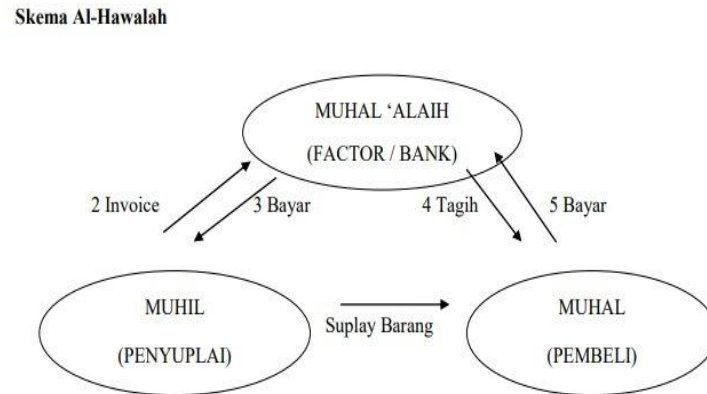 Skema Al-Hawalah
MUHAL ‘ALAIH
(FACTOR / BANK)
2 Invoice
3 Bayar
4 Tagih
5 Bayar
MUHIL
(PENYUPLAI)
Suplay Barang
MUHAL
(PEMBELI)